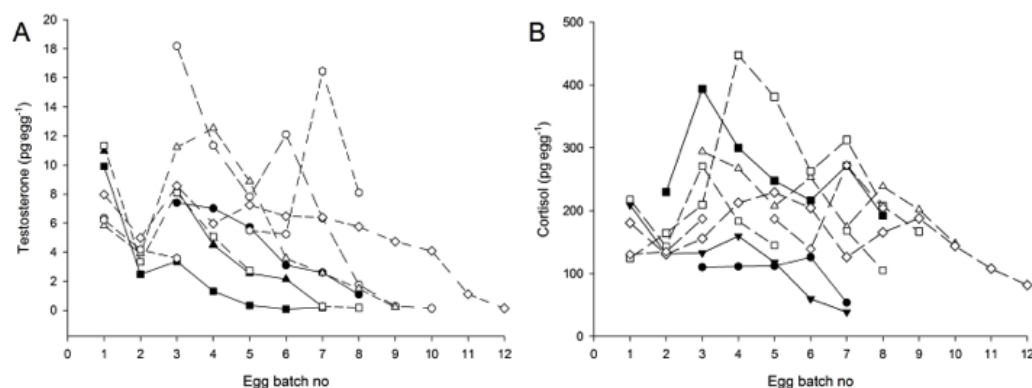 A
Testosterone (pg egg-1)
20
18
16
14
12
10
8
6
4
2
0
0 1 2 3 4 5 6 7 8 9 10 11 12
Egg batch no
B
Cortisol (pg egg-1)
500
400
300
200
100
0
0 1 2 3 4 5 6 7 8 9 10 11 12
Egg batch no